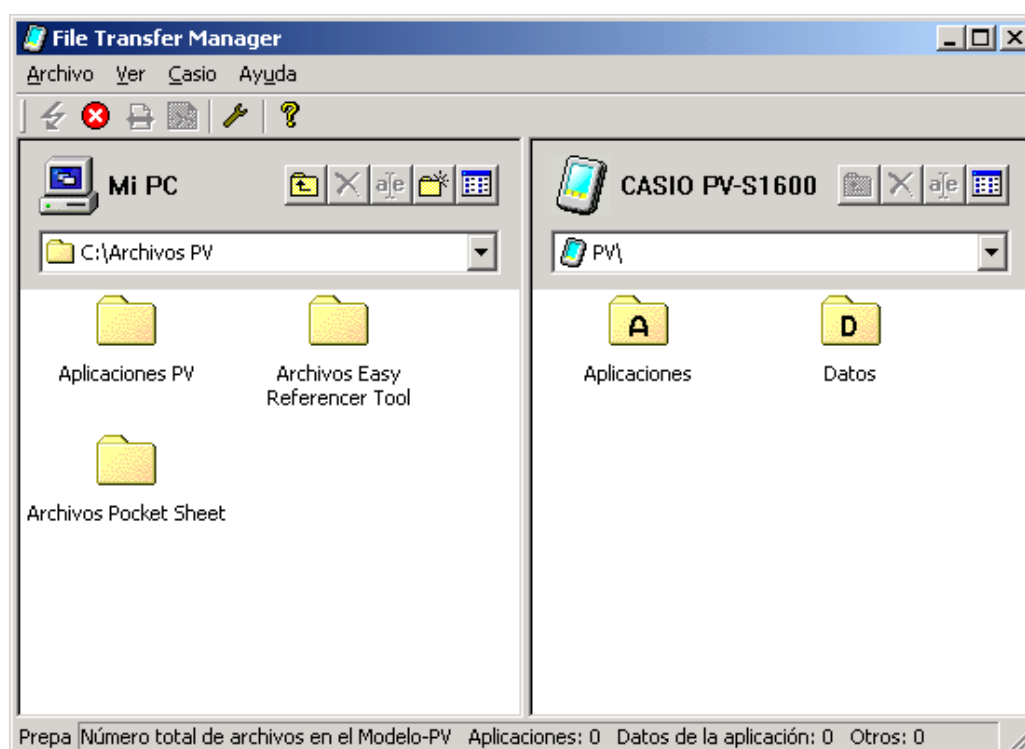 File Transfer Manager
Archivo Ver Casio Ayuda
Mi PC
C:\Archivos PV
Aplicaciones PV
Archivos Easy
Referencer Tool
Archivos Pocket Sheet
CASIO PV-S1600
PV\
A
Aplicaciones
D
Datos
Prepa Número total de archivos en el Modelo-PV Aplicaciones: 0 Datos de la aplicación: 0 Otros: 0